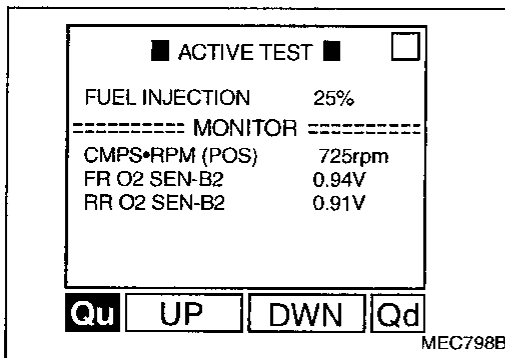 ■ ACTIVE TEST ■ □
FUEL INJECTION 25%
========== MONITOR ==========
CMPS•RPM (POS) 725rpm
FR O2 SEN-B2 0.94V
RR O2 SEN-B2 0.91V
Qu UP DWN Qd
MEC798B